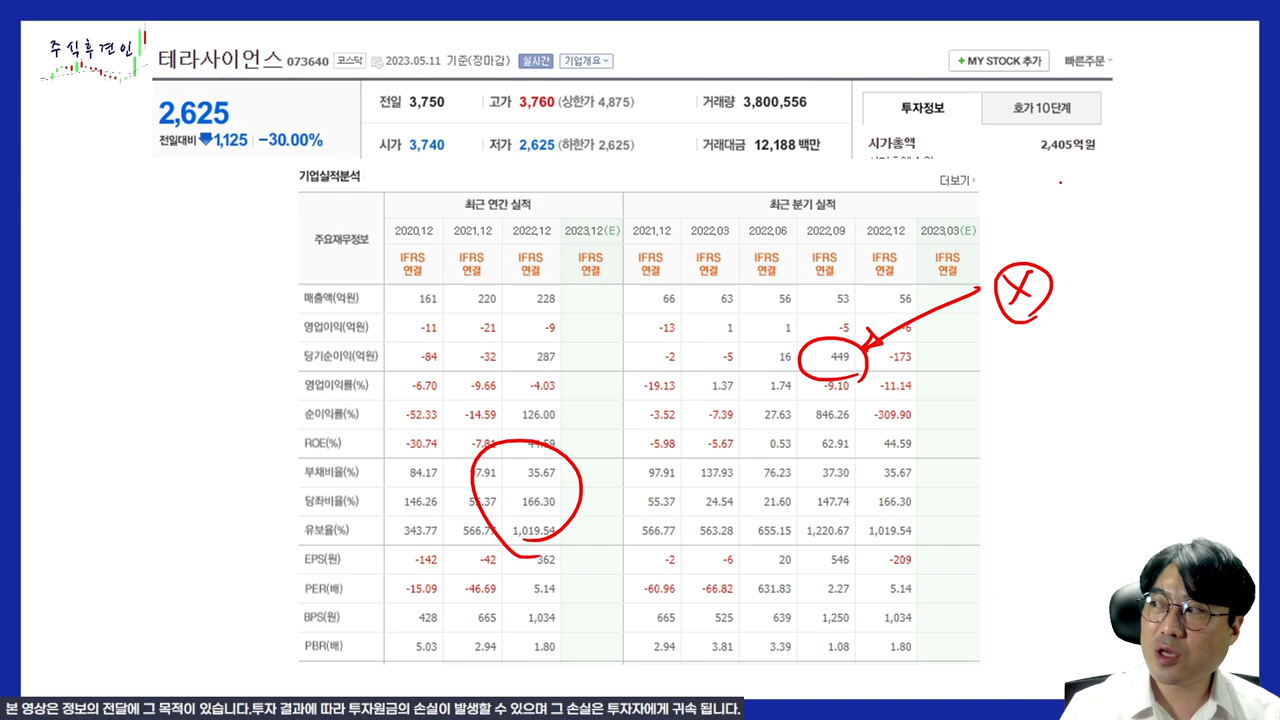 주식후견인
테라사이언스 073640 코스닥 2023.05.11 기준(장마감) 실시간 기업개요
+ MY STOCK 추가 빠른주문
2,625
전일대비 1,125 -30.00%
전일 3,750 고가 3,760 (상한가 4,875) 거래량 3,800,556
시가 3,740 저가 2,625 (하한가 2,625) 거래대금 12,188 백만
투자정보 호가 10단계
시가총액 2,405억원
기업실적분석 더보기
주요재무정보 최근 연간 실적 최근 분기 실적
2020.12 2021.12 2022.12 2023.12(E) 2021.12 2022.03 2022.06 2022.09 2022.12 2023.03(E)
IFRS IFRS IFRS IFRS IFRS IFRS IFRS IFRS IFRS IFRS
연결 연결 연결 연결 연결 연결 연결 연결 연결 연결
X
매출액(억원) 161 220 228 66 63 56 53 56
영업이익(억원) -11 -21 -9 -13 1 1 -5 -6
당기순이익(억원) -84 -32 287 -2 -5 16 449 -173
영업이익률(%) -6.70 -9.66 -4.03 -19.13 1.37 1.74 -9.10 -11.14
순이익률(%) -52.33 -14.59 126.00 -3.52 -7.39 27.63 846.26 -309.90
ROE(%) -30.74 -7.81 44.59 -5.98 -5.67 0.53 62.91 44.59
부채비율(%) 84.17 97.91 35.67 97.91 137.93 76.23 37.30 35.67
당좌비율(%) 146.26 55.37 166.30 55.37 24.54 21.60 147.74 166.30
유보율(%) 343.77 566.77 1,019.54 566.77 563.28 655.15 1,220.67 1,019.54
EPS(원) -142 -42 362 -2 -6 20 546 -209
PER(배) -15.09 -46.69 5.14 -60.96 -66.82 631.83 2.27 5.14
BPS(원) 428 665 1,034 665 525 639 1,250 1,034
PBR(배) 5.03 2.94 1.80 2.94 3.81 3.39 1.08 1.80
본 영상은 정보의 전달에 그 목적이 있습니다.투자 결과에 따라 투자원금의 손실이 발생할 수 있으며 그 손실은 투자자에게 귀속 됩니다.